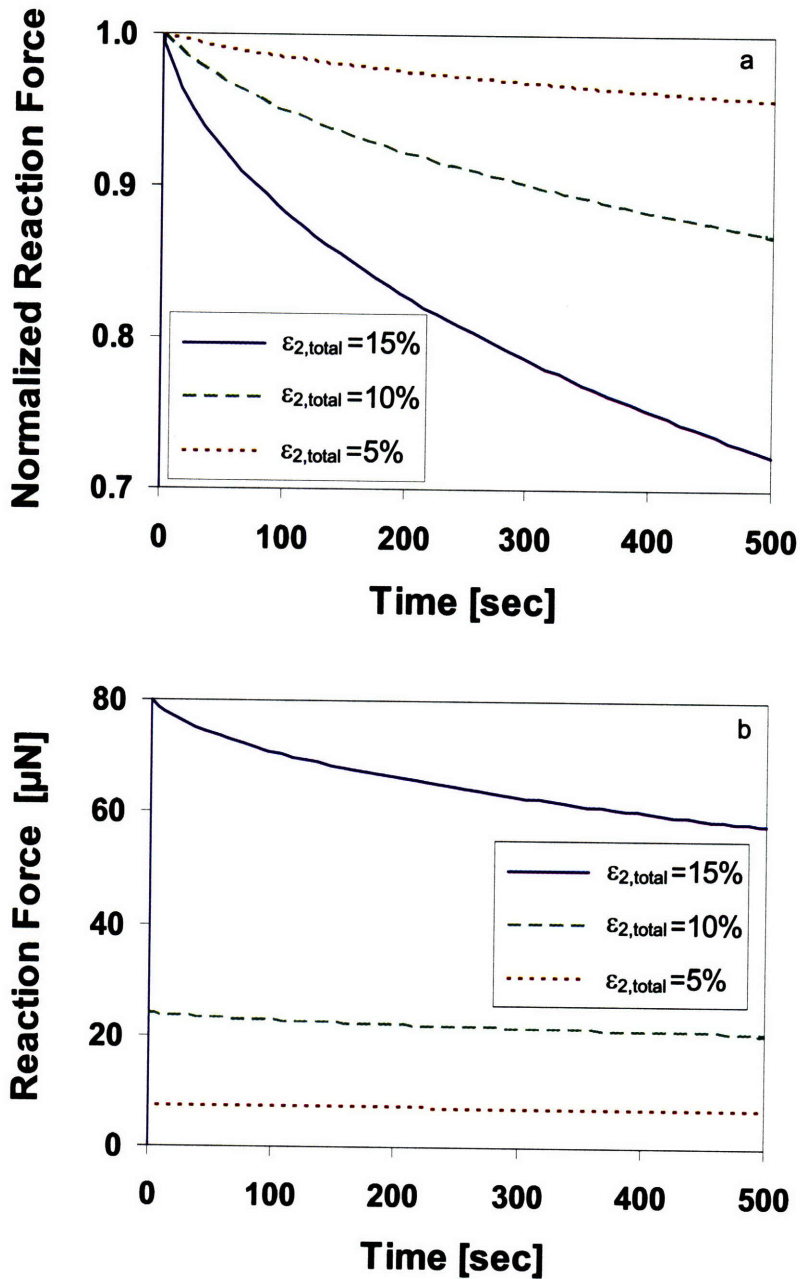 a
Normalized Reaction Force
1.0
0.9
0.8
0.7
ε2,total =15%
ε2,total =10%
ε2,total =5%
0 100 200 300 400 500
Time [sec]
b
Reaction Force [µN]
80
60
40
20
0
ε2,total =15%
ε2,total =10%
ε2,total =5%
0 100 200 300 400 500
Time [sec]